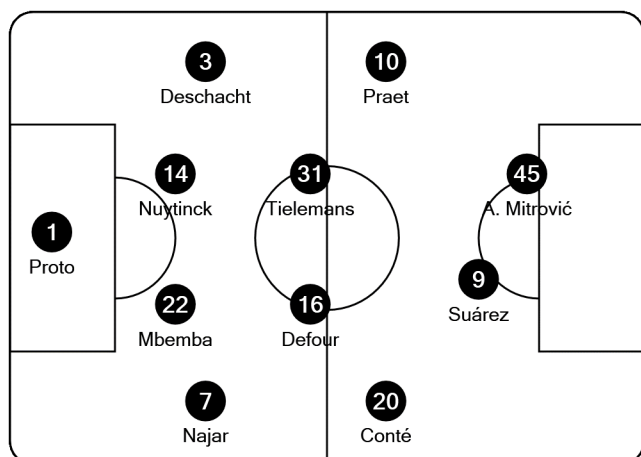 3
Deschacht
10
Praet
14
Nuytinck
31
Tielemans
45
A. Mitrović
1
Proto
9
Suárez
22
Mbemba
16
Defour
7
Najar
20
Conté